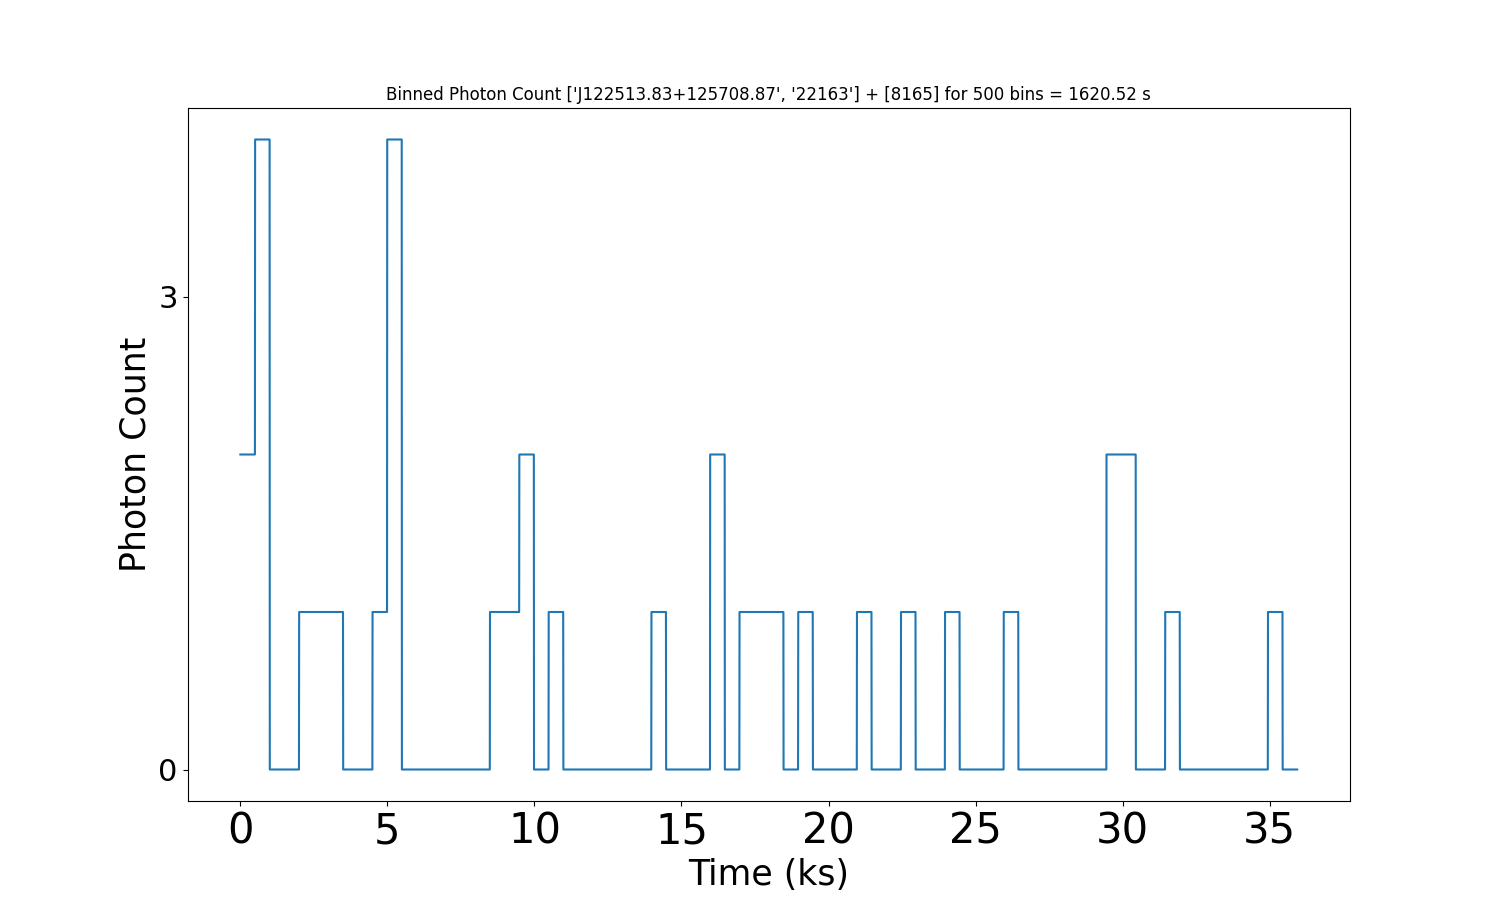 Binned Photon Count ['J122513.83+125708.87', '22163'] + [8165] for 500 bins = 1620.52 s
Photon Count
3
0
0 5 10 15 20 25 30 35
Time (ks)